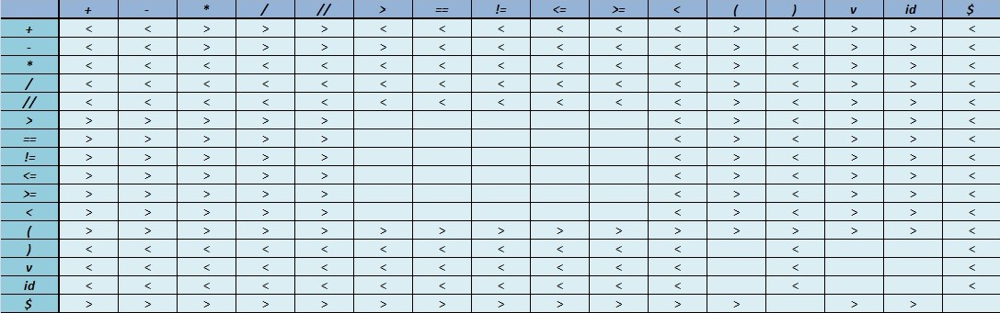 + - * / // > == != <= >= < ( ) v id $
+ < < > > > < < < < < < > < > > <
- < < > > > > < < < < < > < > > <
* < < < < < < < < < < < > < > > <
/ < < < < < < < < < < < > < > > <
// < < < < < < < < < < < > < > > <
> > > > > > < > < > > <
== > > > > > < > < > > <
!= > > > > > < > < > > <
<= > > > > > < > < > > <
>= > > > > > < > < > > <
< > > > > > < > < > > <
( > > > > > > > > > > > > > > > <
) < < < < < < < < < < < < <
v < < < < < < < < < < < < <
id < < < < < < < < < < < < <
$ > > > > > > > > > > > > > >